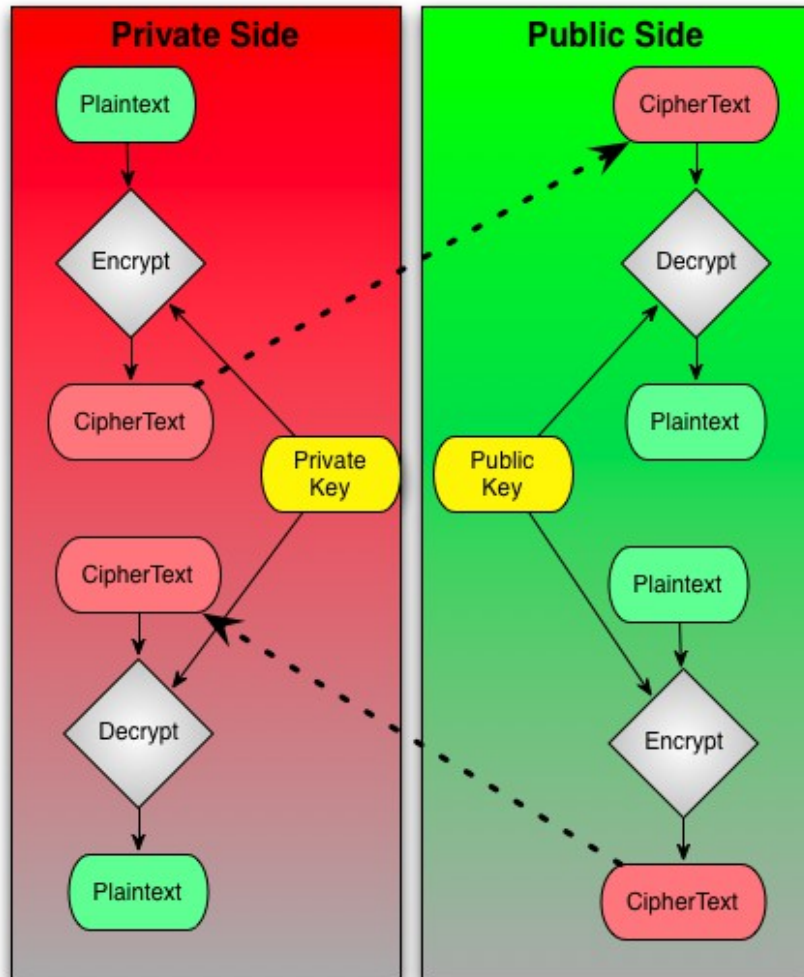 Private Side
Plaintext
Encrypt
CipherText
Private
Key
CipherText
Decrypt
Plaintext
Public Side
CipherText
Decrypt
Plaintext
Public
Key
Plaintext
Encrypt
CipherText